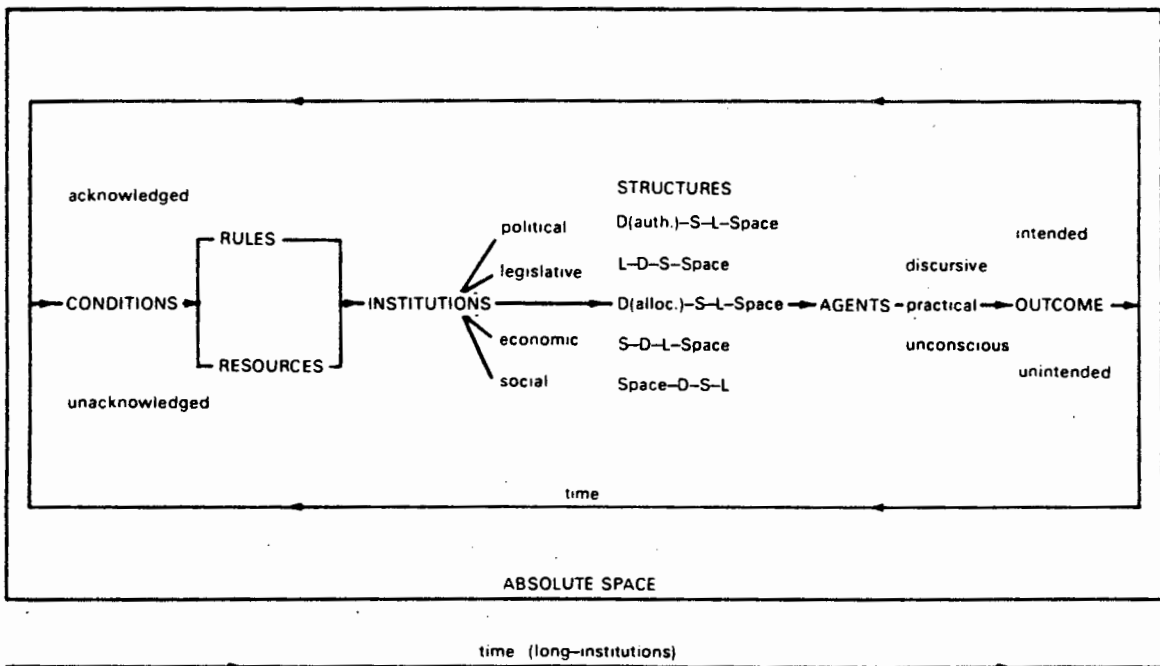 acknowledged
STRUCTURES
D(auth.)–S–L–Space
political
RULES
intended
L–D–S–Space
discursive
legislative
CONDITIONS
INSTITUTIONS
D(alloc.)–S–L–Space
AGENTS
practical
OUTCOME
economic
S–D–L–Space
unconscious
RESOURCES
unintended
social
Space–D–S–L
unacknowledged
time
ABSOLUTE SPACE
time (long–institutions)